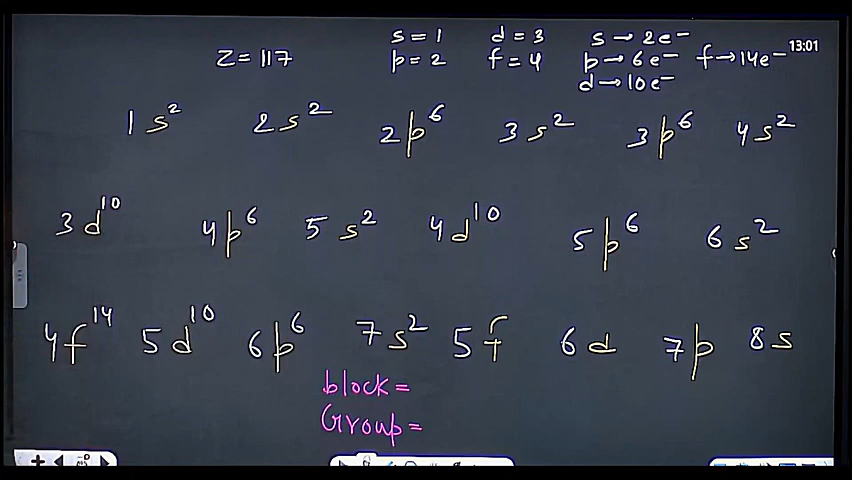 s = 1 d = 3 s → 2e⁻ 13:01
Z = 117 p = 2 f = 4 p → 6e⁻ f → 14e⁻
d → 10e⁻
1s² 2s² 2p⁶ 3s² 3p⁶ 4s²
3d¹⁰ 4p⁶ 5s² 4d¹⁰ 5p⁶ 6s²
4f¹⁴ 5d¹⁰ 6p⁶ 7s² 5f 6d 7p 8s
block =
Group =